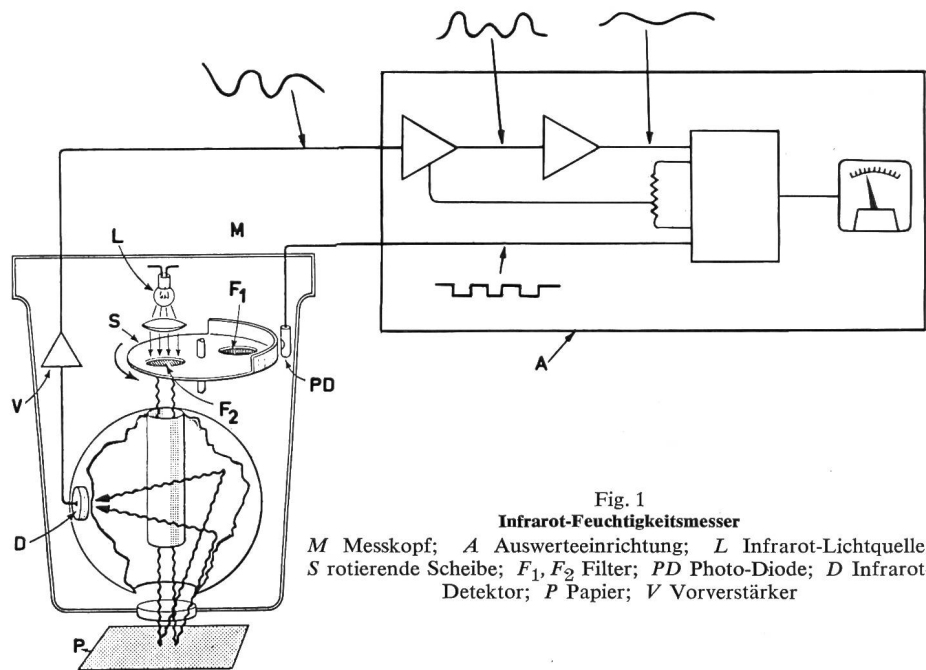 M
L
F1
S
A
PD
V
F2
D
P
Fig. 1
Infrarot-Feuchtigkeitsmesser
M Messkopf; A Auswerteeinrichtung; L Infrarot-Lichtquelle
S rotierende Scheibe; F1, F2 Filter; PD Photo-Diode; D Infrarot-
Detektor; P Papier; V Vorverstärker